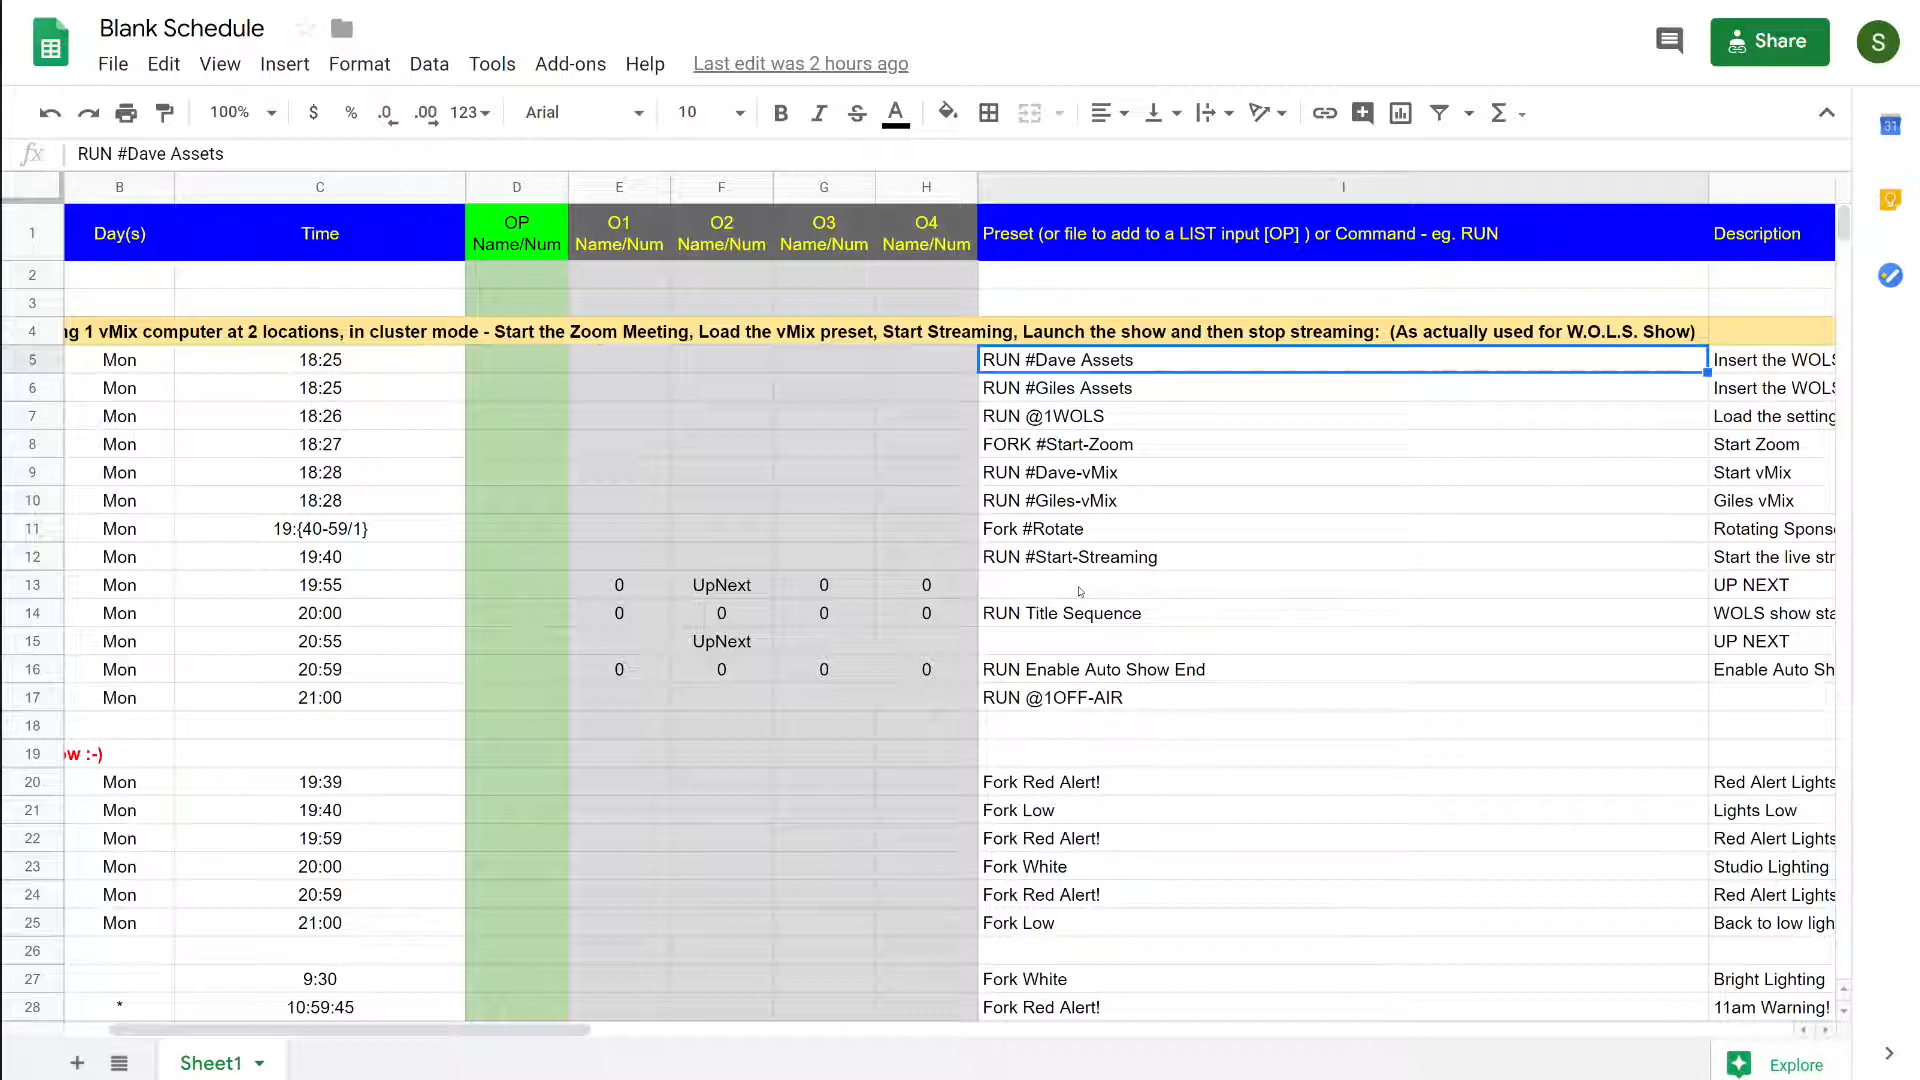 Blank Schedule
File Edit View Insert Format Data Tools Add-ons Help Last edit was 2 hours ago
Share
S
100% $ % .0 .00 123 Arial 10 B I S A Σ
31
fx RUN #Dave Assets
B C D E F G H I
1 Day(s) Time OP Name/Num O1 Name/Num O2 Name/Num O3 Name/Num O4 Name/Num Preset (or file to add to a LIST input [OP] ) or Command - eg. RUN Description
2
3
4 ng 1 vMix computer at 2 locations, in cluster mode - Start the Zoom Meeting, Load the vMix preset, Start Streaming, Launch the show and then stop streaming: (As actually used for W.O.L.S. Show)
5 Mon 18:25 RUN #Dave Assets Insert the WOLS
6 Mon 18:25 RUN #Giles Assets Insert the WOLS
7 Mon 18:26 RUN @1WOLS Load the setting
8 Mon 18:27 FORK #Start-Zoom Start Zoom
9 Mon 18:28 RUN #Dave-vMix Start vMix
10 Mon 18:28 RUN #Giles-vMix Giles vMix
11 Mon 19:{40-59/1} Fork #Rotate Rotating Sponso
12 Mon 19:40 RUN #Start-Streaming Start the live str
13 Mon 19:55 0 UpNext 0 0 UP NEXT
14 Mon 20:00 0 0 0 0 RUN Title Sequence WOLS show sta
15 Mon 20:55 UpNext UP NEXT
16 Mon 20:59 0 0 0 0 RUN Enable Auto Show End Enable Auto Sh
17 Mon 21:00 RUN @1OFF-AIR
18
19 ow :-)
20 Mon 19:39 Fork Red Alert! Red Alert Lights
21 Mon 19:40 Fork Low Lights Low
22 Mon 19:59 Fork Red Alert! Red Alert Lights
23 Mon 20:00 Fork White Studio Lighting
24 Mon 20:59 Fork Red Alert! Red Alert Lights
25 Mon 21:00 Fork Low Back to low ligh
26
27 9:30 Fork White Bright Lighting
28 * 10:59:45 Fork Red Alert! 11am Warning!
+ Sheet1 Explore